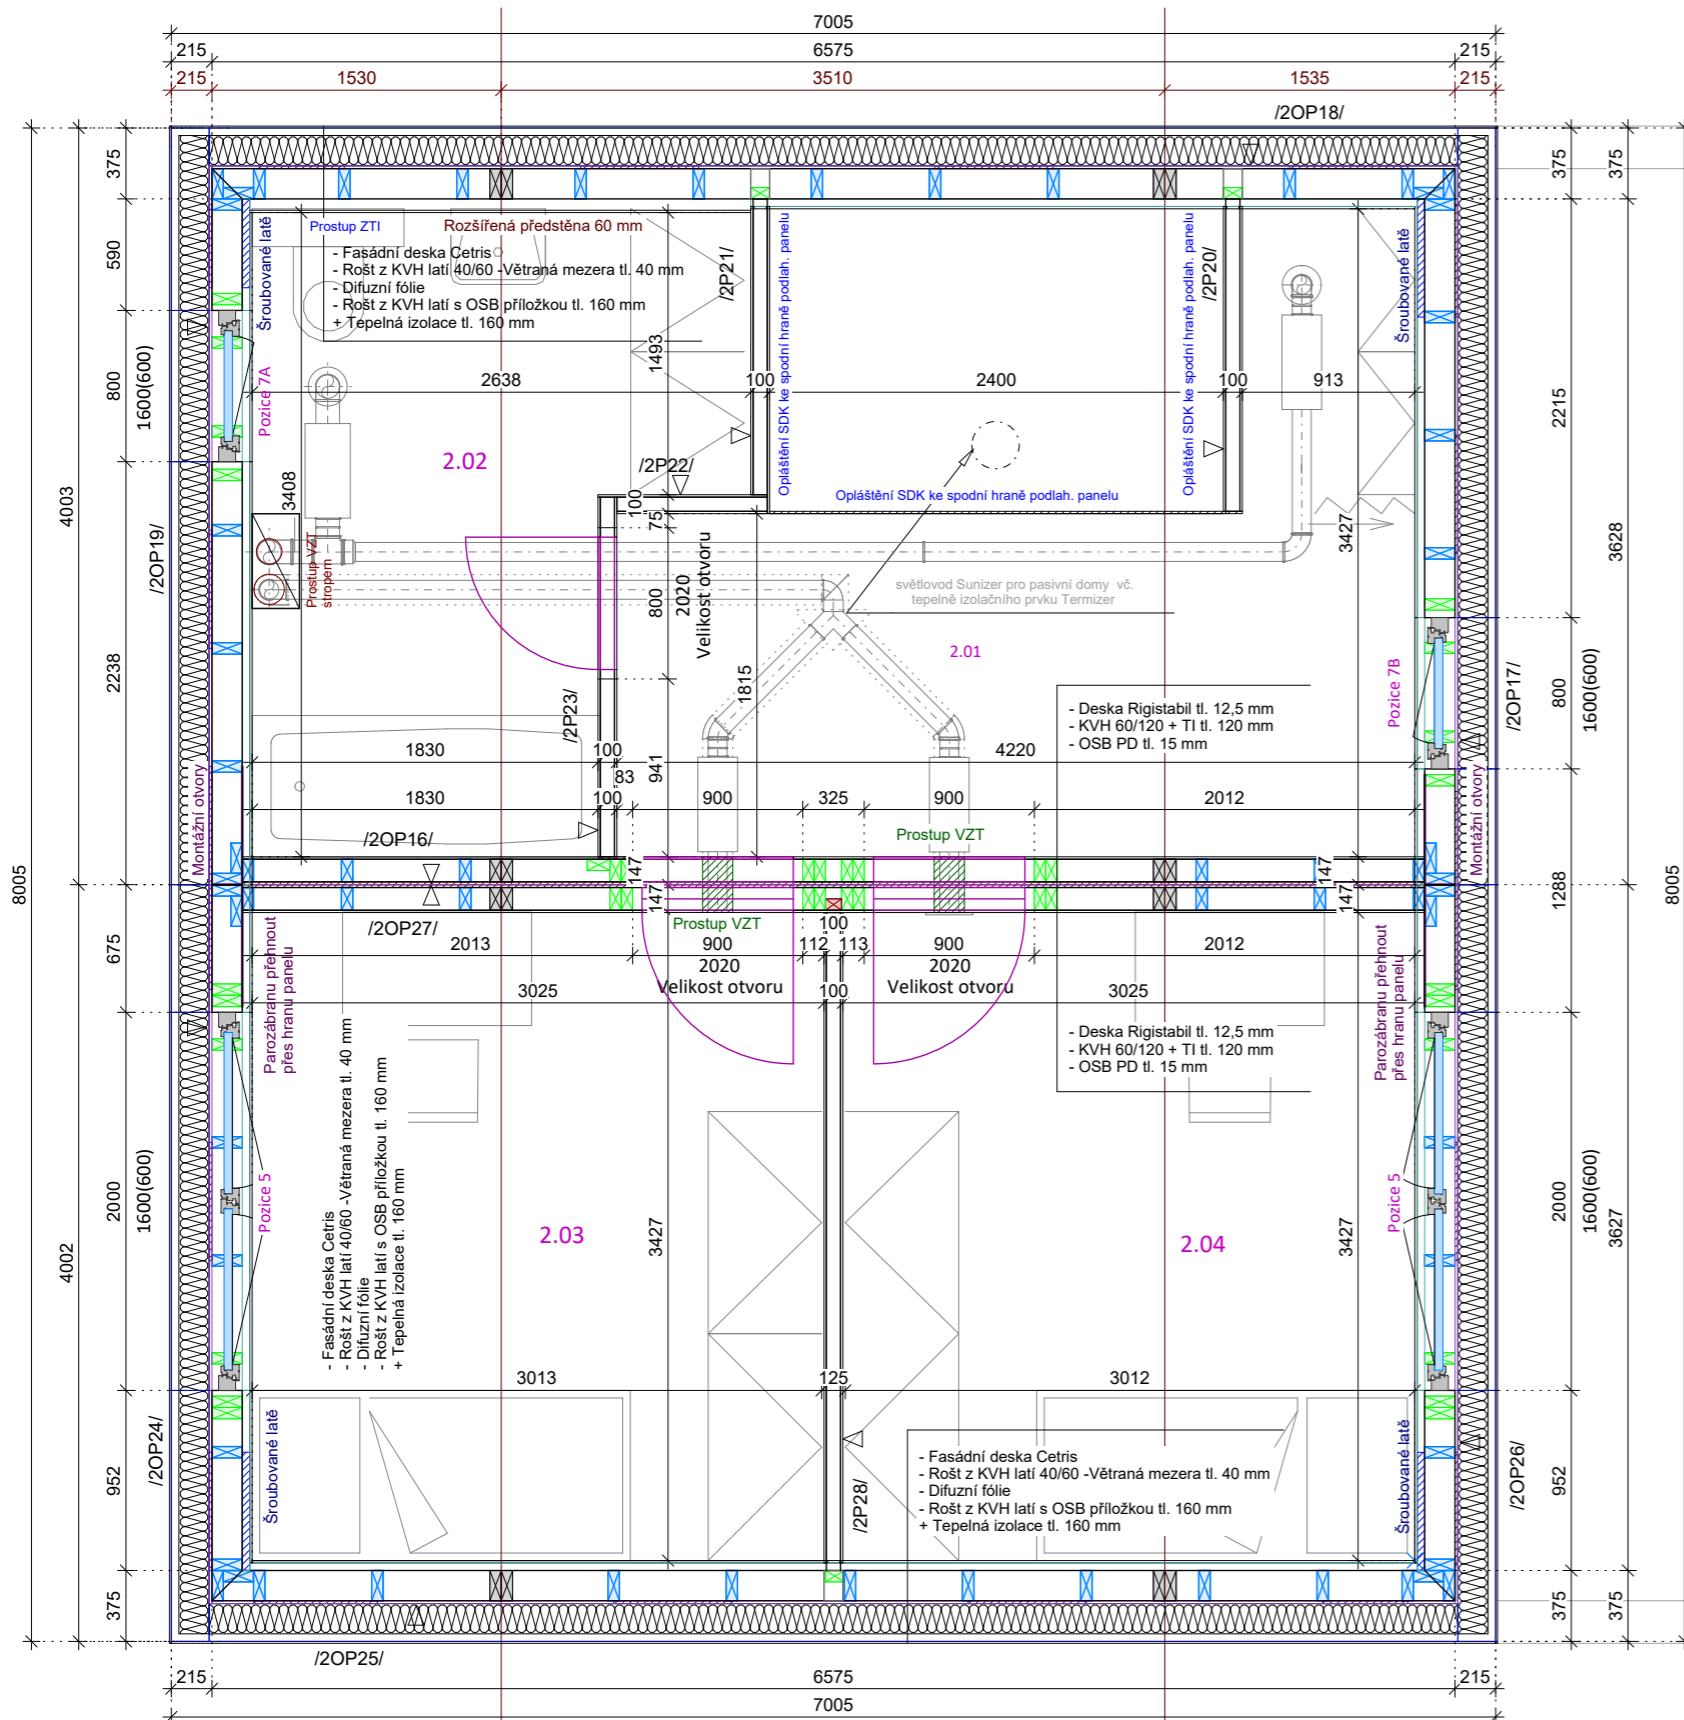 7005
215
6575
215
215
1530
3510
1535
215
/2OP18/
375
590
800
1600(600)
4003
2238
8005
675
2000
1600(600)
4002
952
375
375
375
2215
3628
800
1600(600)
1288
8005
2000
1600(600)
3627
952
375
375
Prostup ZTI
Rozšířená předstěna 60 mm
Šroubované latě
- Fasádní deska Cetris
- Rošt z KVH latí 40/60 -Větraná mezera tl. 40 mm
- Difuzní fólie
- Rošt z KVH latí s OSB příložkou tl. 160 mm
+ Tepelná izolace tl. 160 mm
/2P21/
Opláštění SDK ke spodní hraně podlah. panelu
Opláštění SDK ke spodní hraně podlah. panelu
/2P20/
Šroubované latě
1493
Pozice 7A
2638
100
2400
100
913
2.02
/2P22/
Opláštění SDK ke spodní hraně podlah. panelu
3408
100
75
3427
/2OP19/
Prostup VZT
stropem
800
2020
Velikost otvoru
světlovod Sunizer pro pasivní domy vč.
tepelně izolačního prvku Termizer
2.01
1815
Pozice 7B
/2OP17/
/2P23/
- Deska Rigistabil tl. 12,5 mm
- KVH 60/120 + TI tl. 120 mm
- OSB PD tl. 15 mm
1830
100
4220
83
941
Montážní otvory
Montážní otvory
1830
100
900
325
900
2012
/2OP16/
Prostup VZT
147
147
147
147
/2OP27/
Prostup VZT
100
2013
900
112
113
900
2012
2020
Velikost otvoru
2020
Velikost otvoru
3025
100
3025
Parozábranu přehnout
přes hranu panelu
Parozábranu přehnout
přes hranu panelu
- Deska Rigistabil tl. 12,5 mm
- KVH 60/120 + TI tl. 120 mm
- OSB PD tl. 15 mm
- Fasádní deska Cetris
- Rošt z KVH latí 40/60 -Větraná mezera tl. 40 mm
- Difuzní fólie
- Rošt z KVH latí s OSB příložkou tl. 160 mm
+ Tepelná izolace tl. 160 mm
Pozice 5
2.03
3427
2.04
3427
Pozice 5
3013
125
3012
/2OP24/
Šroubované latě
/2P28/
- Fasádní deska Cetris
- Rošt z KVH latí 40/60 -Větraná mezera tl. 40 mm
- Difuzní fólie
- Rošt z KVH latí s OSB příložkou tl. 160 mm
+ Tepelná izolace tl. 160 mm
Šroubované latě
/2OP26/
/2OP25/
215
6575
215
7005